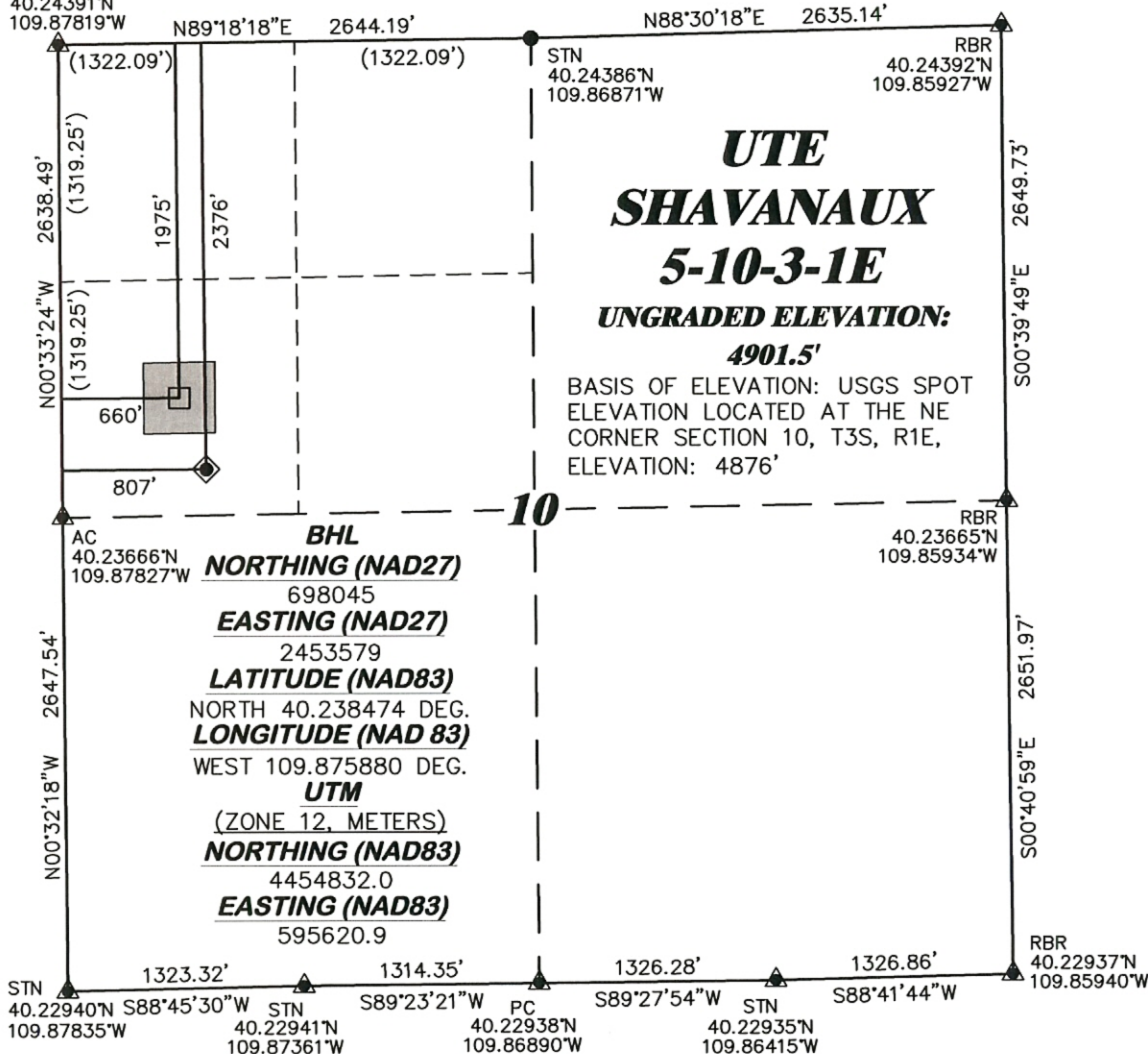 40.24391°N
109.87819°W
N89°18'18"E 2644.19'
N88°30'18"E 2635.14'
(1322.09')
(1322.09')
STN
40.24386°N
109.86871°W
RBR
40.24392°N
109.85927°W
2638.49'
(1319.25')
1975'
2376'
UTE
SHAVANAUX
5-10-3-1E
UNGRADED ELEVATION:
4901.5'
BASIS OF ELEVATION: USGS SPOT
ELEVATION LOCATED AT THE NE
CORNER SECTION 10, T3S, R1E,
ELEVATION: 4876'
2649.73'
S00°39'49"E
N00°33'24"W
(1319.25')
660'
807'
10
AC
40.23666°N
109.87827°W
RBR
40.23665°N
109.85934°W
BHL
NORTHING (NAD27)
698045
EASTING (NAD27)
2453579
LATITUDE (NAD83)
NORTH 40.238474 DEG.
LONGITUDE (NAD 83)
WEST 109.875880 DEG.
UTM
(ZONE 12, METERS)
NORTHING (NAD83)
4454832.0
EASTING (NAD83)
595620.9
2647.54'
N00°32'18"W
2651.97'
S00°40'59"E
1323.32'
1314.35'
1326.28'
1326.86'
RBR
40.22937°N
109.85940°W
STN
40.22940°N
109.87835°W
S88°45'30"W
STN
40.22941°N
109.87361°W
S89°23'21"W
PC
40.22938°N
109.86890°W
S89°27'54"W
STN
40.22935°N
109.86415°W
S88°41'44"W